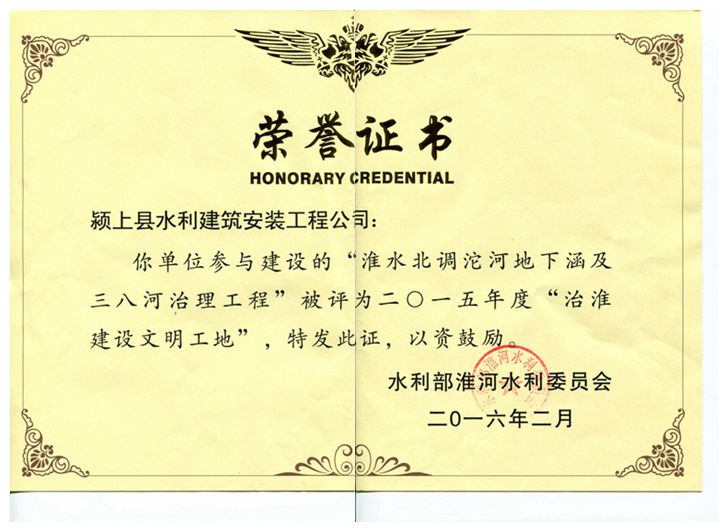 荣誉证书
HONORARY CREDENTIAL
颍上县水利建筑安装工程公司：
你单位参与建设的“淮水北调沱河地下涵及
三八河治理工程”被评为二〇一五年度“治淮
建设文明工地”，特发此证，以资鼓励。
水利部淮河水利委员会
二0一六年二月